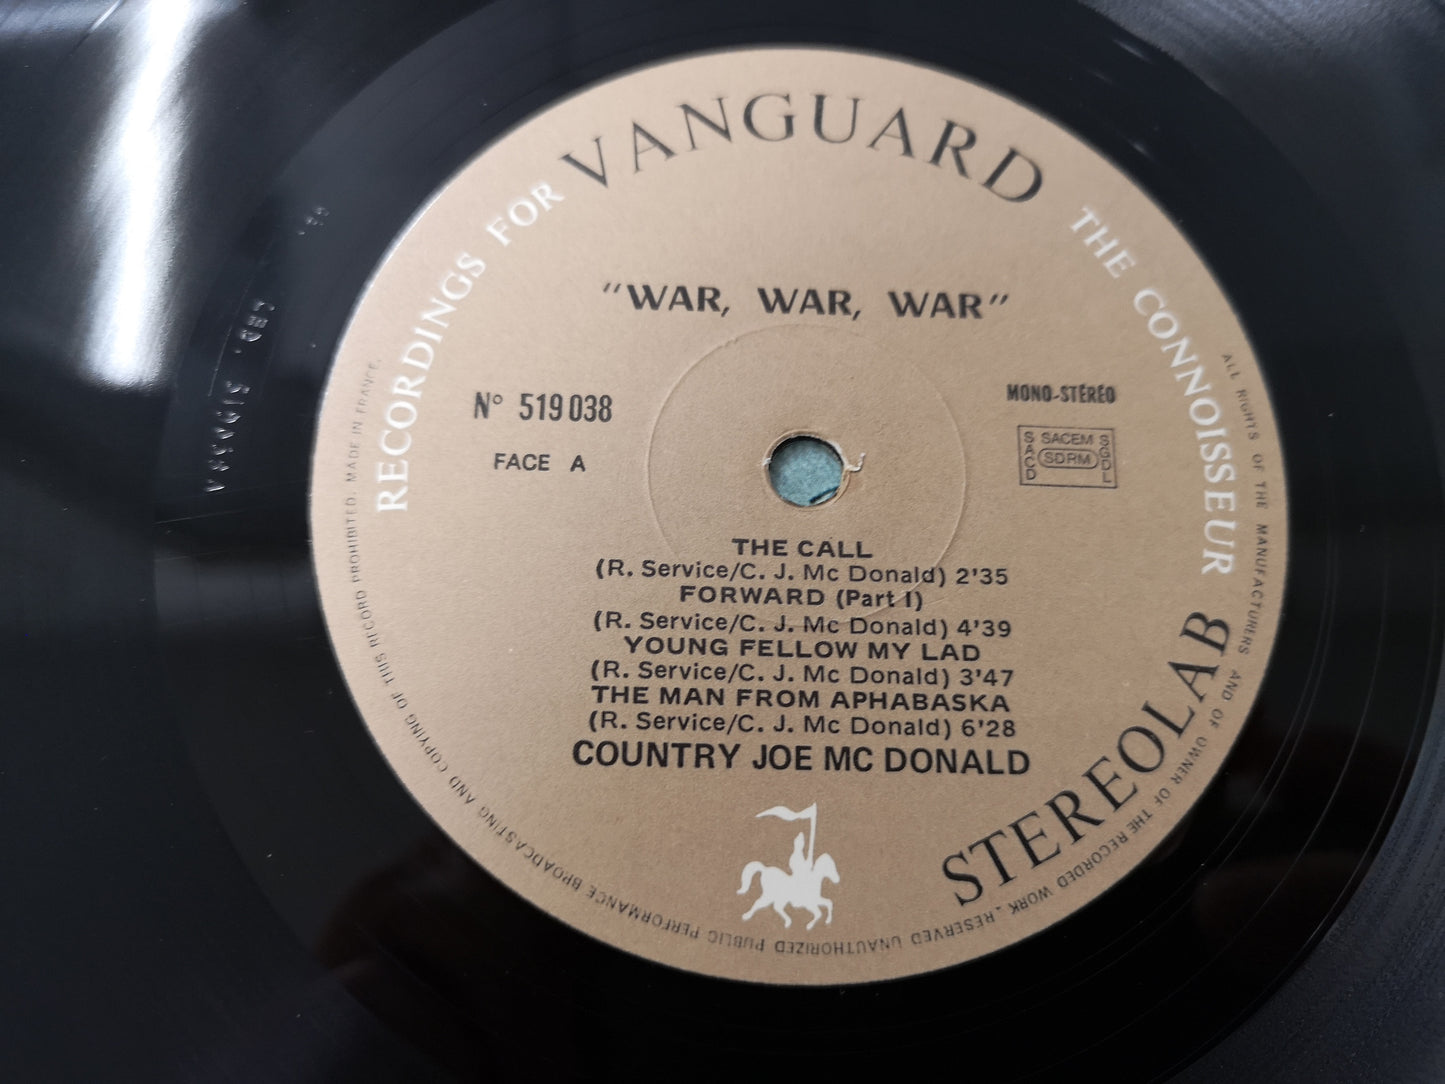 RECORDINGS FOR VANGUARD THE CONNOISSEUR
STEREOLAB
"WAR, WAR, WAR"
N° 519 038
FACE A
MONO-STÉRÉO
SACEM
SACD
SDRM
SGDL
THE CALL
(R. Service/C. J. Mc Donald) 2'35
FORWARD (Part I)
(R. Service/C. J. Mc Donald) 4'39
YOUNG FELLOW MY LAD
(R. Service/C. J. Mc Donald) 3'47
THE MAN FROM APHABASKA
(R. Service/C. J. Mc Donald) 6'28
COUNTRY JOE MC DONALD
ALL RIGHTS OF THE MANUFACTURERS AND OF OWNER OF THE RECORDED WORK - RESERVED UNAUTHORIZED PUBLIC PERFORMANCE BROADCASTING AND COPYING OF THIS RECORD PROHIBITED. MADE IN FRANCE.